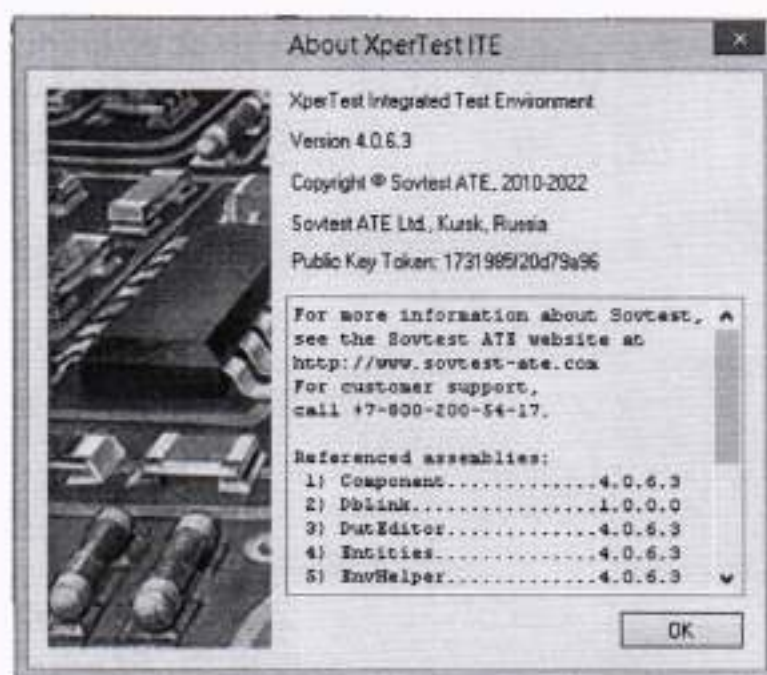 About XperTest ITE
XperTest Integrated Test Environment
Version 4.0.6.3
Copyright © Sovtest ATE, 2010-2022
Sovtest ATE Ltd., Kursk, Russia
Public Key Token: 1731985f20d79a96
For more information about Sovtest,
see the Sovtest ATE website at
http://www.sovtest-ate.com
For customer support,
call +7-800-200-54-17.
Referenced assemblies:
1) Component.............4.0.6.3
2) DbLink................1.0.0.0
3) DutEditor.............4.0.6.3
4) Entities..............4.0.6.3
5) EnvHelper.............4.0.6.3
OK